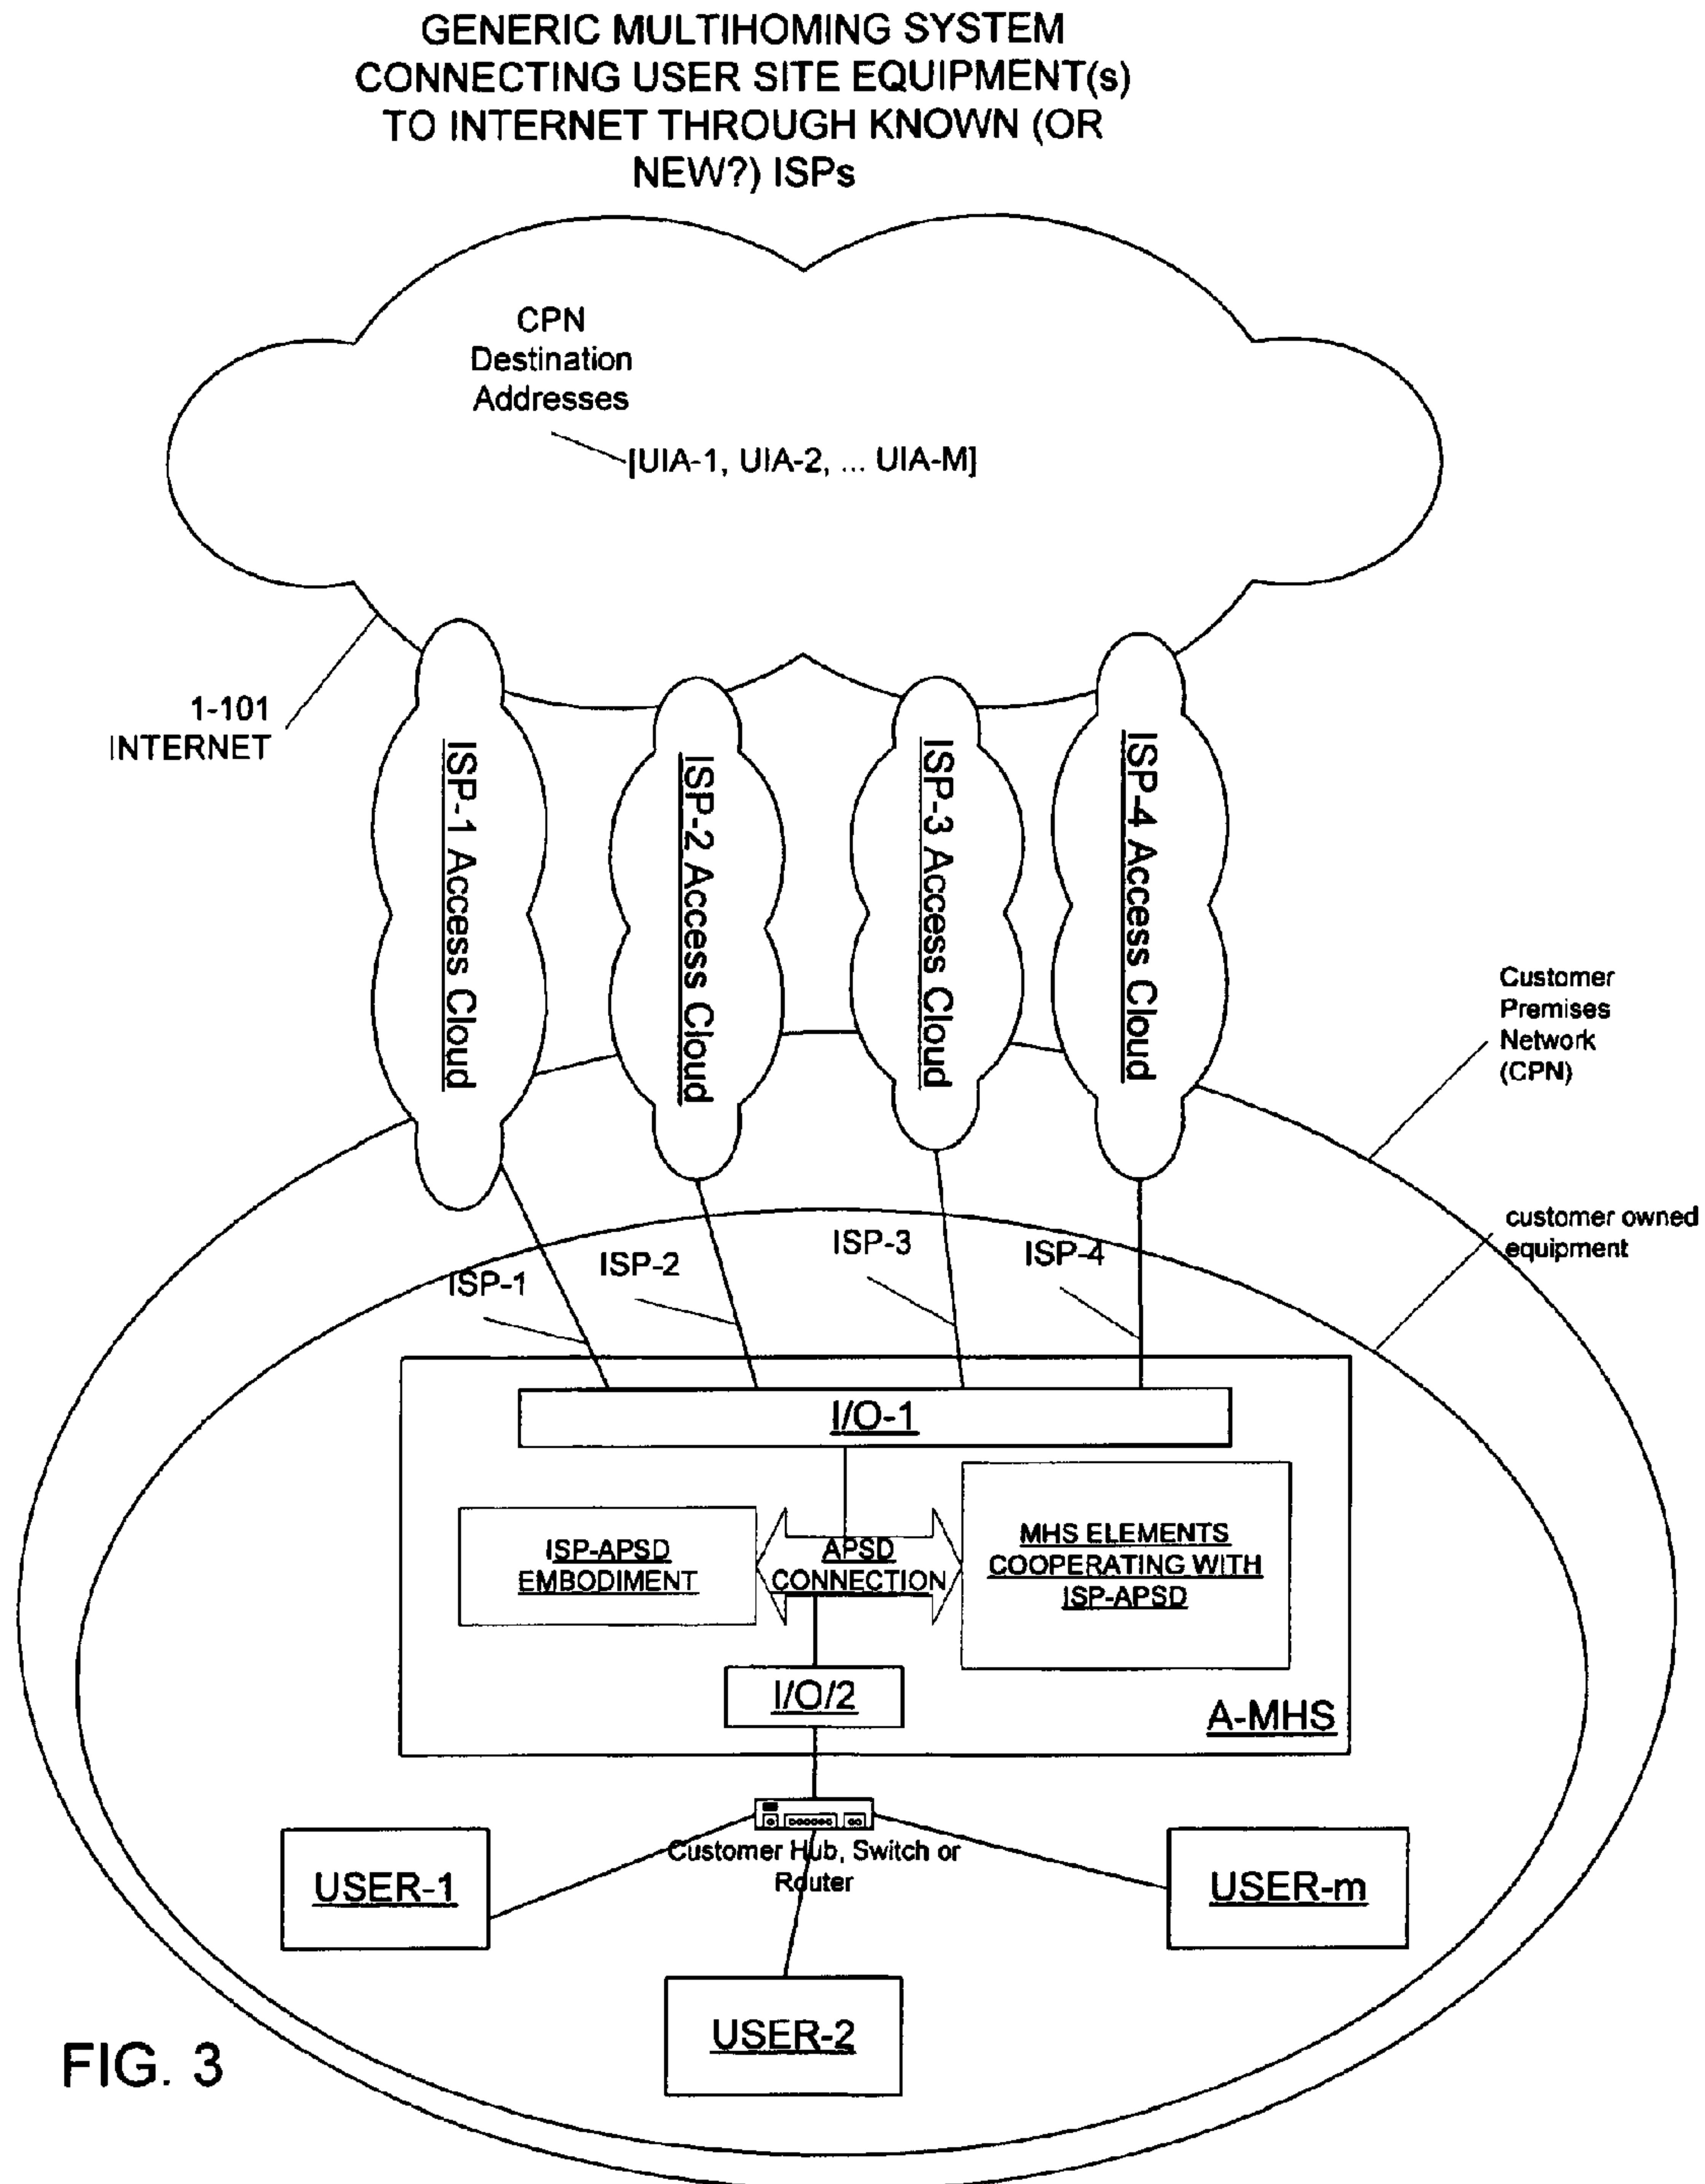 GENERIC MULTIHOMING SYSTEM
CONNECTING USER SITE EQUIPMENT(s)
TO INTERNET THROUGH KNOWN (OR
NEW?) ISPs
CPN
Destination
Addresses
[UIA-1, UIA-2, ... UIA-M]
1-101
INTERNET
ISP-1 Access Cloud
ISP-2 Access Cloud
ISP-3 Access Cloud
ISP-4 Access Cloud
Customer
Premises
Network
(CPN)
customer owned
equipment
ISP-1
ISP-2
ISP-3
ISP-4
I/O-1
ISP-APSD
EMBODIMENT
APSD
CONNECTION
MHS ELEMENTS
COOPERATING WITH
ISP-APSD
I/O/2
A-MHS
Customer Hub, Switch or
Router
USER-1
USER-m
USER-2
FIG. 3